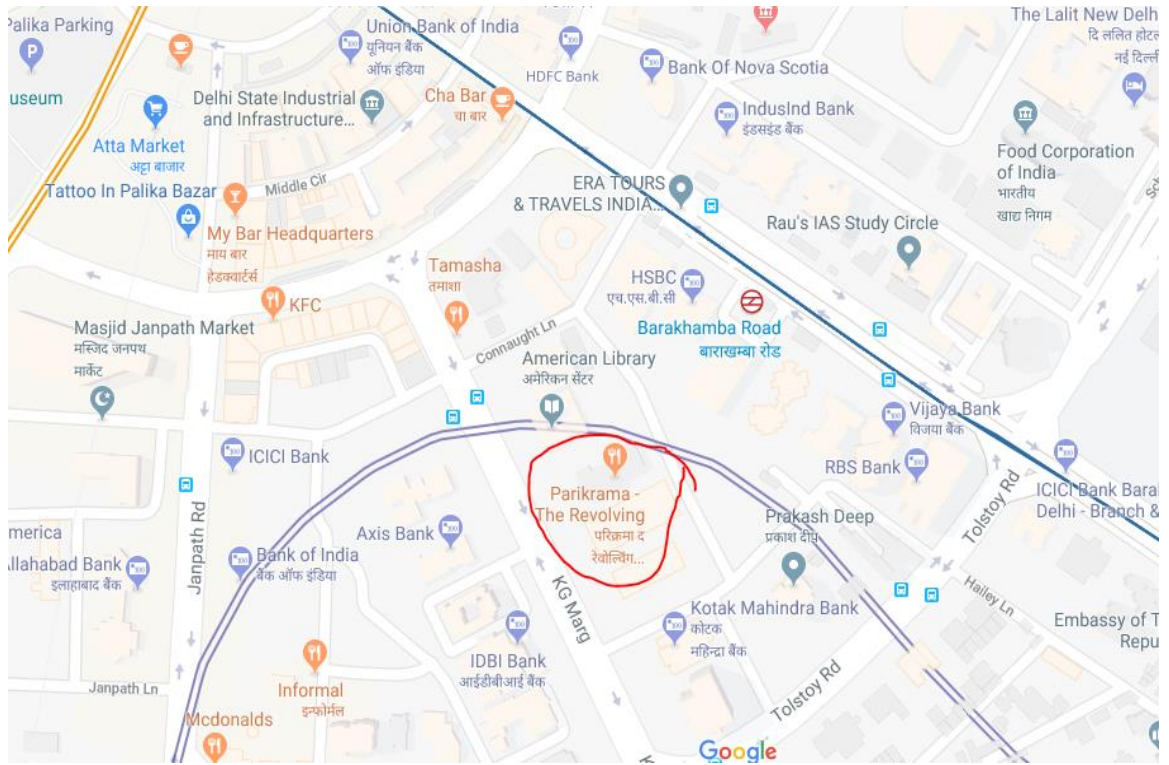 Palika Parking
Union Bank of India
यूनियन बैंक
ऑफ इंडिया
HDFC Bank
Bank Of Nova Scotia
The Lalit New Delh
दि ललित होटल
नई दिल्ली
useum
Delhi State Industrial
and Infrastructure...
Cha Bar
चा बार
IndusInd Bank
इंडसइंड बैंक
Atta Market
अट्टा बाजार
Food Corporation
of India
भारतीय
खाद्य निगम
Middle Cir
Tattoo In Palika Bazar
ERA TOURS
& TRAVELS INDIA...
Rau's IAS Study Circle
My Bar Headquarters
माय बार
हेडक्वार्टर्स
Tamasha
तमाशा
HSBC
एच.एस.बी.सी
KFC
Masjid Janpath Market
मस्जिद जनपथ
मार्केट
Connaught Ln
Barakhamba Road
बाराखम्बा रोड
American Library
अमेरिकन सेंटर
Vijaya Bank
विजया बैंक
ICICI Bank
RBS Bank
Parikrama -
The Revolving
परिक्रमा द
रेवोल्विंग...
ICICI Bank Bara
Delhi - Branch &
Tolstoy Rd
Prakash Deep
प्रकाश दीप
merica
Axis Bank
Janpath Rd
Allahabad Bank
इलाहाबाद बैंक
Bank of India
बैंक ऑफ इंडिया
KG Marg
Hailey Ln
Kotak Mahindra Bank
कोटक
महिन्द्रा बैंक
Embassy of T
Repu
IDBI Bank
आईडीबीआई बैंक
Janpath Ln
Informal
इन्फोर्मल
Tolstoy Rd
Mcdonalds
Google